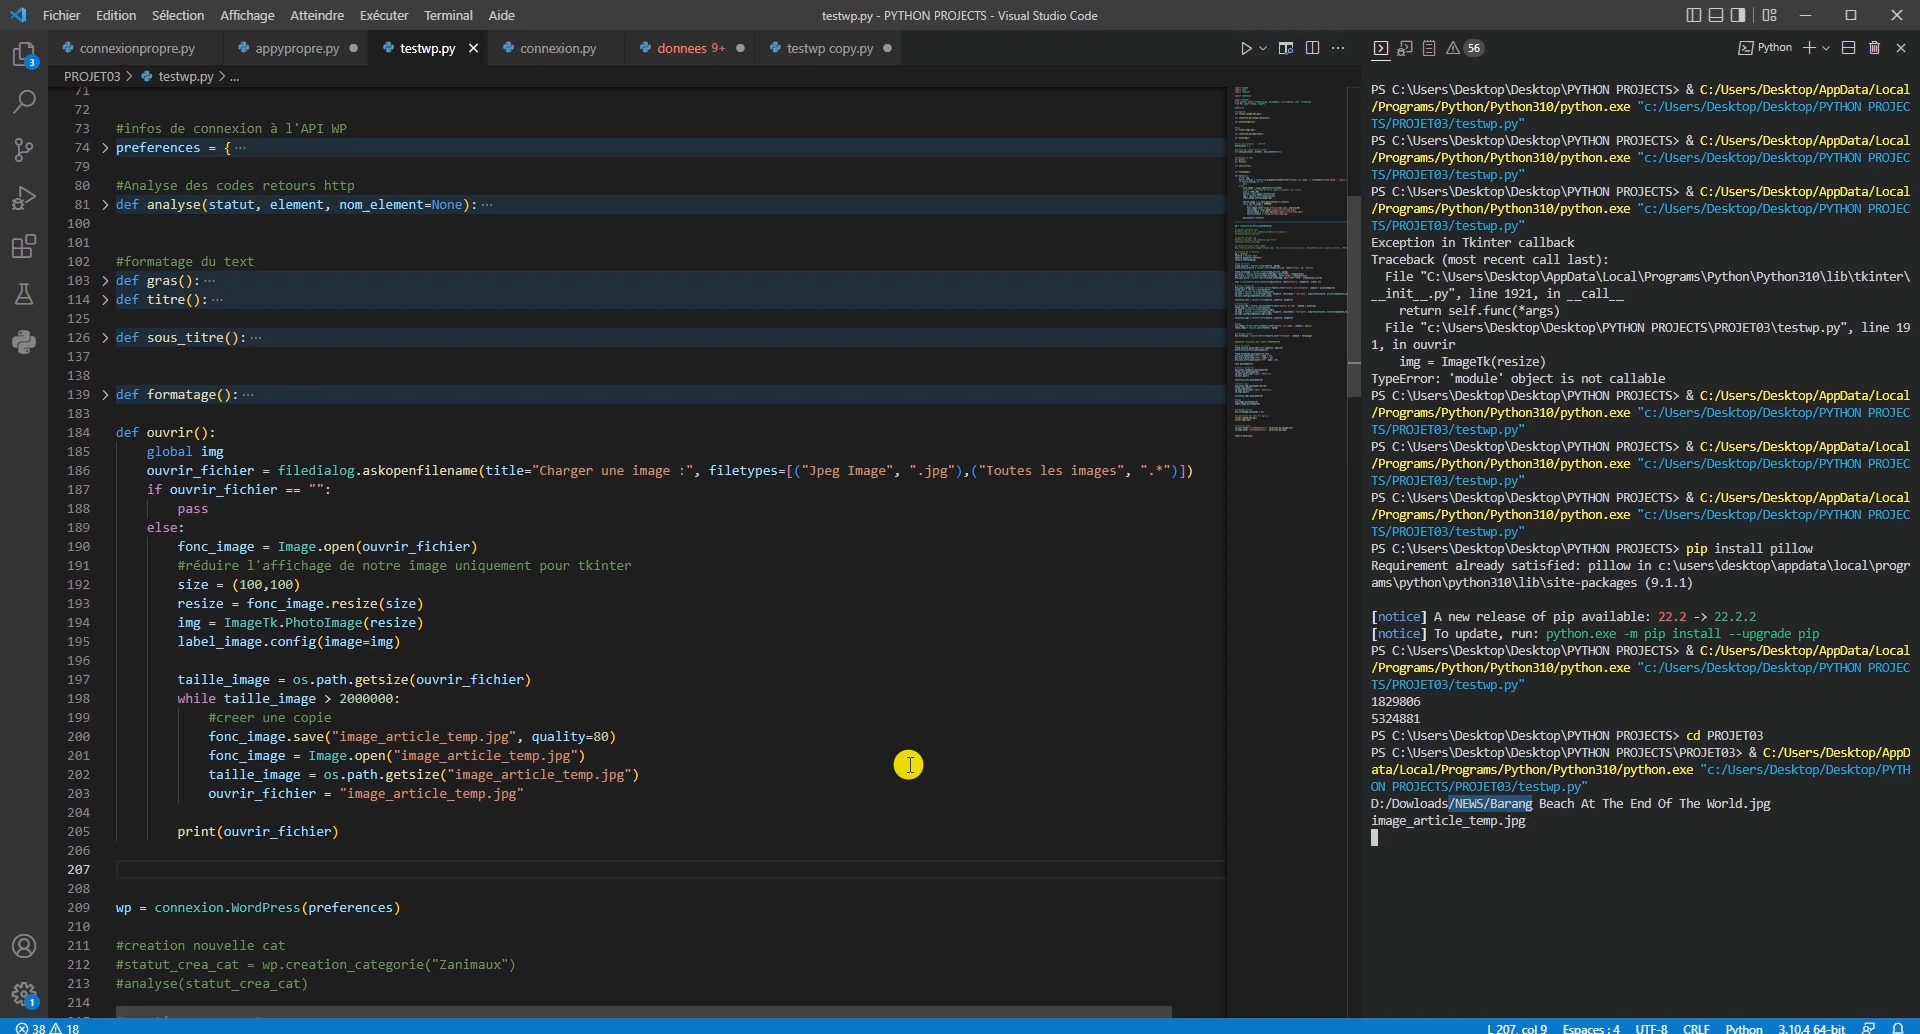 Fichier Edition Sélection Affichage Atteindre Exécuter Terminal Aide
testwp.py - PYTHON PROJECTS - Visual Studio Code
connexionpropre.py appypropre.py testwp.py connexion.py donnees 9+ testwp copy.py
PROJET03 > testwp.py > ...
71
72
73 #infos de connexion à l'API WP
74 preferences = { ...
79
80 #Analyse des codes retours http
81 def analyse(statut, element, nom_element=None): ...
100
101
102 #formatage du text
103 def gras(): ...
114 def titre(): ...
125
126 def sous_titre(): ...
137
138
139 def formatage(): ...
183
184 def ouvrir():
185 global img
186 ouvrir_fichier = filedialog.askopenfilename(title="Charger une image :", filetypes=[("Jpeg Image", ".jpg"),("Toutes les images", ".*")])
187 if ouvrir_fichier == "":
188 pass
189 else:
190 fonc_image = Image.open(ouvrir_fichier)
191 #réduire l'affichage de notre image uniquement pour tkinter
192 size = (100,100)
193 resize = fonc_image.resize(size)
194 img = ImageTk.PhotoImage(resize)
195 label_image.config(image=img)
196
197 taille_image = os.path.getsize(ouvrir_fichier)
198 while taille_image > 2000000:
199 #creer une copie
200 fonc_image.save("image_article_temp.jpg", quality=80)
201 fonc_image = Image.open("image_article_temp.jpg")
202 taille_image = os.path.getsize("image_article_temp.jpg")
203 ouvrir_fichier = "image_article_temp.jpg"
204
205 print(ouvrir_fichier)
206
207
208
209 wp = connexion.WordPress(preferences)
210
211 #creation nouvelle cat
212 #statut_crea_cat = wp.creation_categorie("Zanimaux")
213 #analyse(statut_crea_cat)
214
56
Python
PS C:\Users\Desktop\Desktop\PYTHON PROJECTS> & C:/Users/Desktop/AppData/Local
/Programs/Python/Python310/python.exe "c:/Users/Desktop/Desktop/PYTHON PROJEC
TS/PROJET03/testwp.py"
PS C:\Users\Desktop\Desktop\PYTHON PROJECTS> & C:/Users/Desktop/AppData/Local
/Programs/Python/Python310/python.exe "c:/Users/Desktop/Desktop/PYTHON PROJEC
TS/PROJET03/testwp.py"
PS C:\Users\Desktop\Desktop\PYTHON PROJECTS> & C:/Users/Desktop/AppData/Local
/Programs/Python/Python310/python.exe "c:/Users/Desktop/Desktop/PYTHON PROJEC
TS/PROJET03/testwp.py"
Exception in Tkinter callback
Traceback (most recent call last):
File "C:\Users\Desktop\AppData\Local\Programs\Python\Python310\lib\tkinter\
__init__.py", line 1921, in __call__
return self.func(*args)
File "c:\Users\Desktop\Desktop\PYTHON PROJECTS\PROJET03\testwp.py", line 19
1, in ouvrir
img = ImageTk(resize)
TypeError: 'module' object is not callable
PS C:\Users\Desktop\Desktop\PYTHON PROJECTS> & C:/Users/Desktop/AppData/Local
/Programs/Python/Python310/python.exe "c:/Users/Desktop/Desktop/PYTHON PROJEC
TS/PROJET03/testwp.py"
PS C:\Users\Desktop\Desktop\PYTHON PROJECTS> & C:/Users/Desktop/AppData/Local
/Programs/Python/Python310/python.exe "c:/Users/Desktop/Desktop/PYTHON PROJEC
TS/PROJET03/testwp.py"
PS C:\Users\Desktop\Desktop\PYTHON PROJECTS> & C:/Users/Desktop/AppData/Local
/Programs/Python/Python310/python.exe "c:/Users/Desktop/Desktop/PYTHON PROJEC
TS/PROJET03/testwp.py"
PS C:\Users\Desktop\Desktop\PYTHON PROJECTS> pip install pillow
Requirement already satisfied: pillow in c:\users\desktop\appdata\local\progr
ams\python\python310\lib\site-packages (9.1.1)
[notice] A new release of pip available: 22.2 -> 22.2.2
[notice] To update, run: python.exe -m pip install --upgrade pip
PS C:\Users\Desktop\Desktop\PYTHON PROJECTS> & C:/Users/Desktop/AppData/Local
/Programs/Python/Python310/python.exe "c:/Users/Desktop/Desktop/PYTHON PROJEC
TS/PROJET03/testwp.py"
1829806
5324881
PS C:\Users\Desktop\Desktop\PYTHON PROJECTS> cd PROJET03
PS C:\Users\Desktop\Desktop\PYTHON PROJECTS\PROJET03> & C:/Users/Desktop/AppD
ata/Local/Programs/Python/Python310/python.exe "c:/Users/Desktop/Desktop/PYTH
ON PROJECTS/PROJET03/testwp.py"
D:/Dowloads/NEWS/Barang Beach At The End Of The World.jpg
image_article_temp.jpg
3
1
38 18
L 207, col 9 Espaces : 4 UTF-8 CRLF Python 3.10.4 64-bit